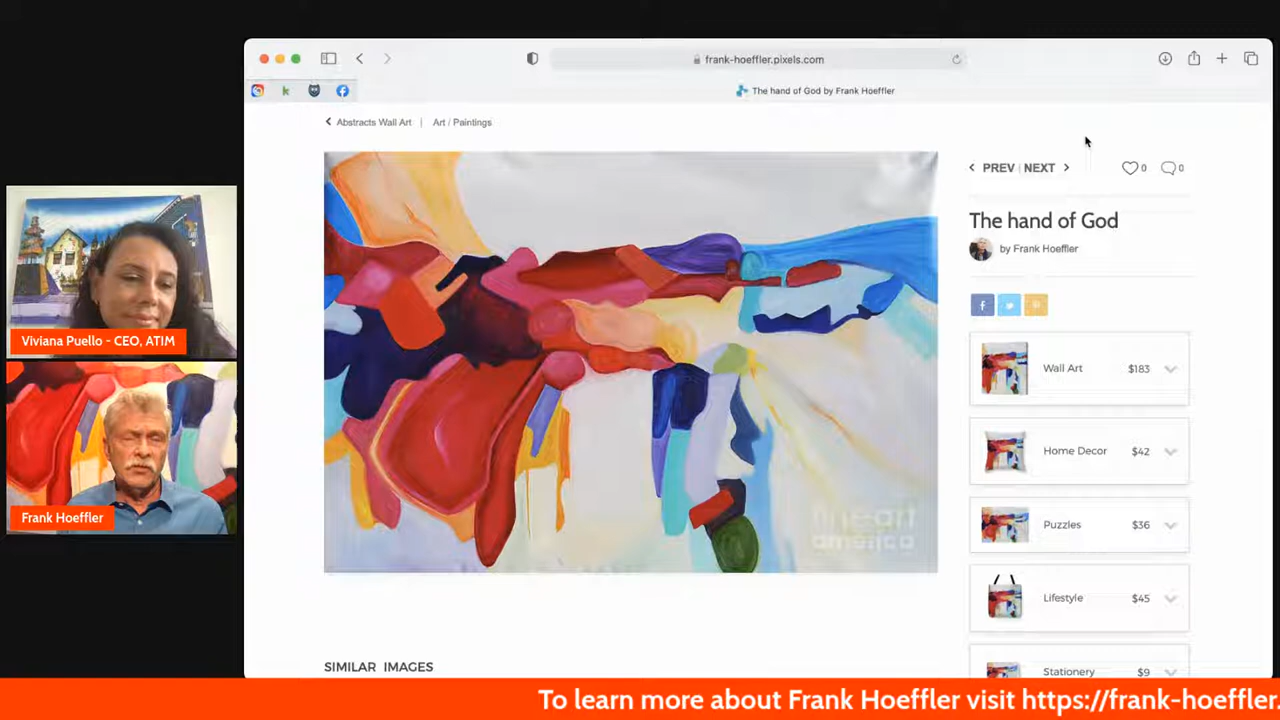 frank-hoeffler.pixels.com
The hand of God by Frank Hoeffler
Abstracts Wall Art | Art / Paintings
PREV | NEXT
0
0
The hand of God
by Frank Hoeffler
f
Wall Art $183
Home Decor $42
Puzzles $36
Lifestyle $45
Stationery $9
fineart
america
SIMILAR IMAGES
Viviana Puello - CEO, ATIM
Frank Hoeffler
To learn more about Frank Hoeffler visit https://frank-hoeffler.